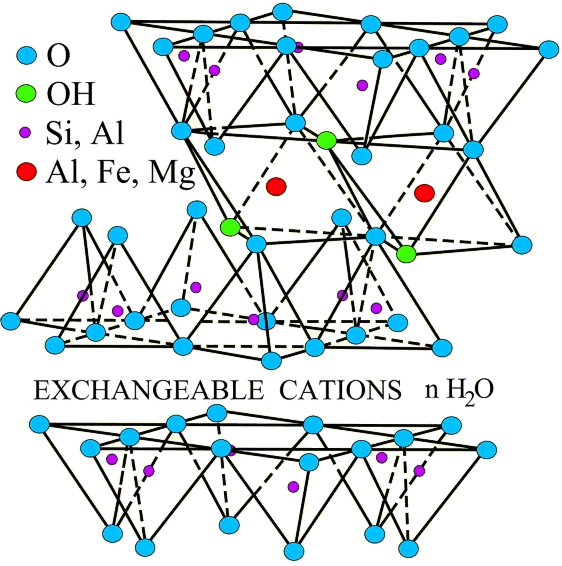 O
OH
Si, Al
Al, Fe, Mg
EXCHANGEABLE CATIONS n H₂O